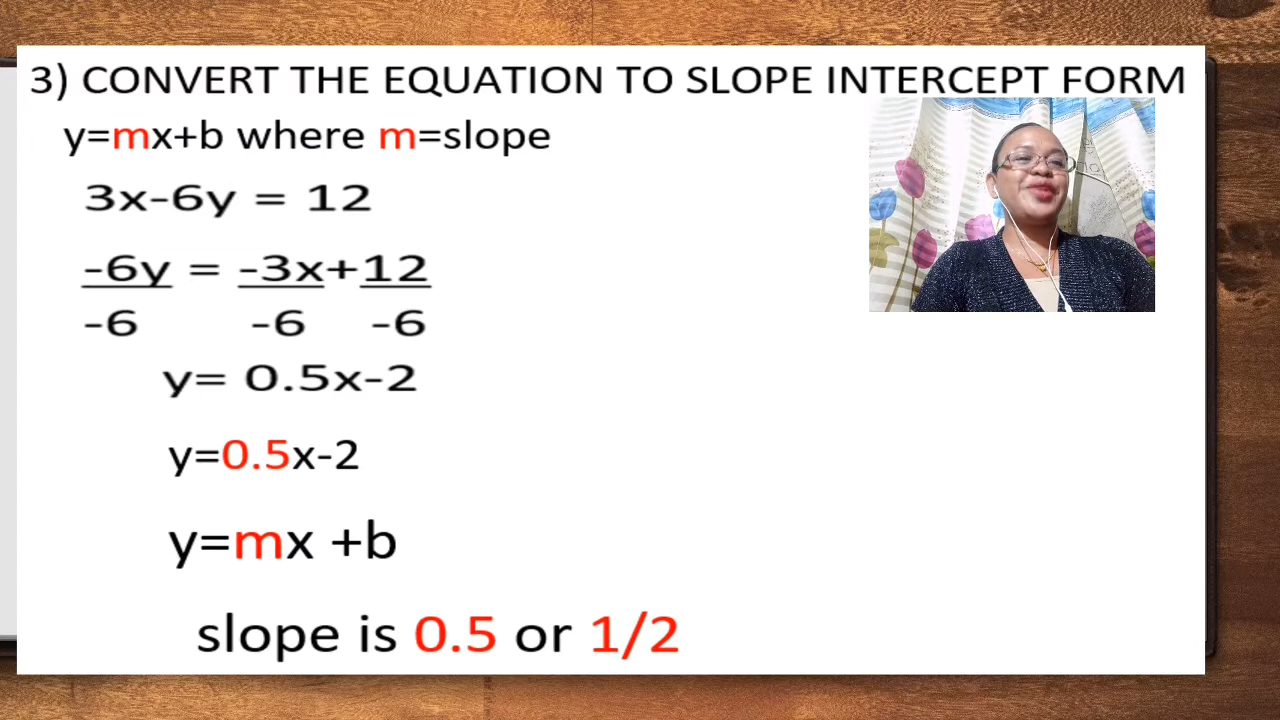 3) CONVERT THE EQUATION TO SLOPE INTERCEPT FORM
y=mx+b where m=slope
3x-6y = 12
-6y = -3x+12
-6 -6 -6
y= 0.5x-2
y=0.5x-2
y=mx +b
slope is 0.5 or 1/2